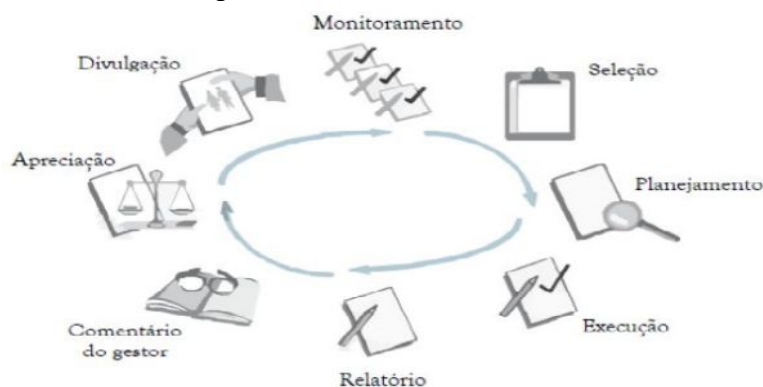 Monitoramento
Divulgação
Seleção
Apreciação
Planejamento
Execução
Comentário
do gestor
Relatório